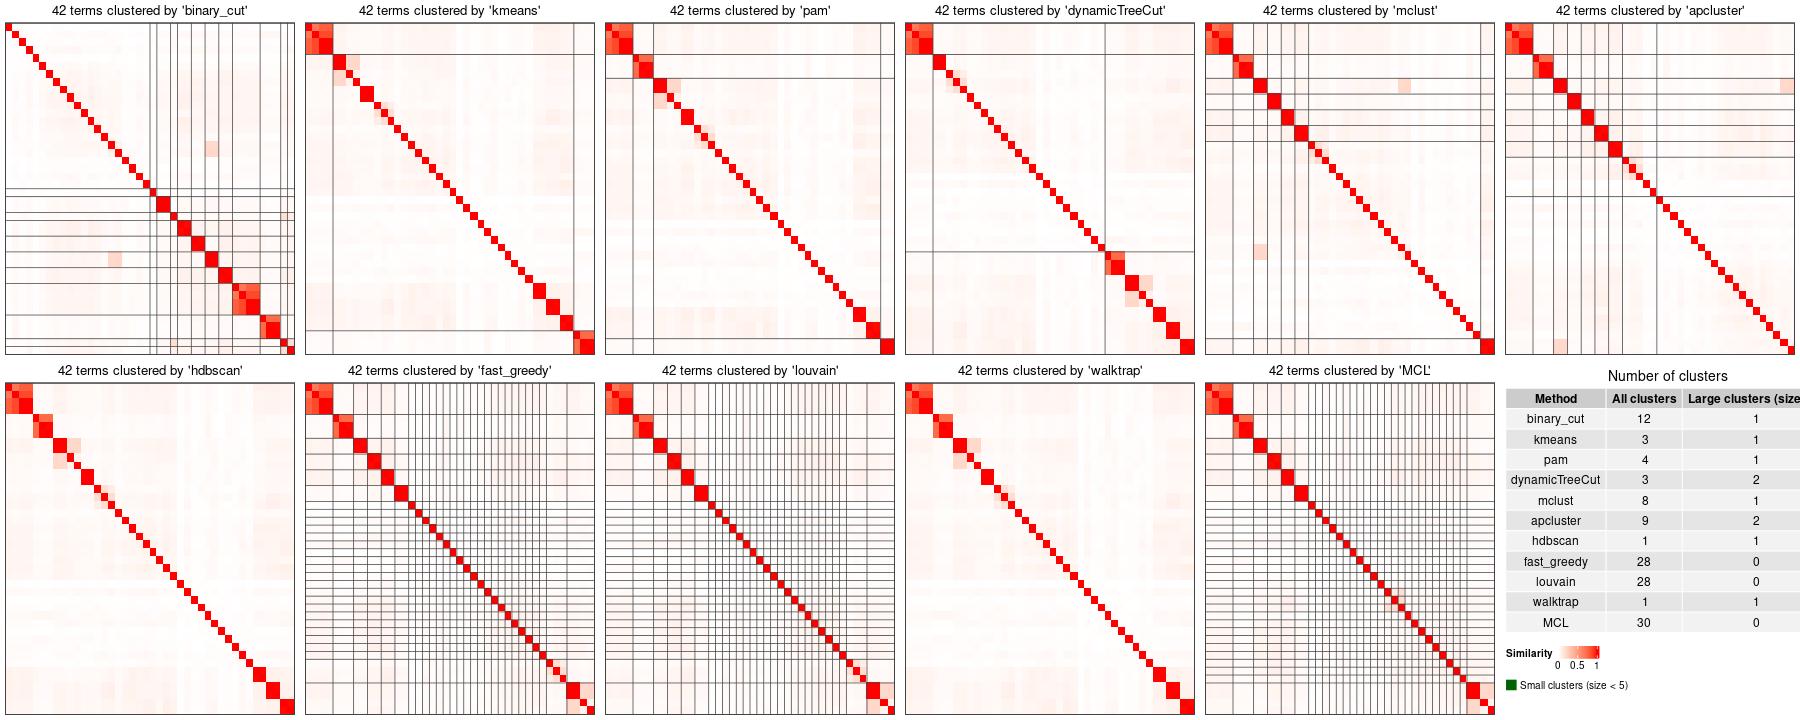 42 terms clustered by 'binary_cut'
42 terms clustered by 'kmeans'
42 terms clustered by 'pam'
42 terms clustered by 'dynamicTreeCut'
42 terms clustered by 'mclust'
42 terms clustered by 'apcluster'
42 terms clustered by 'hdbscan'
42 terms clustered by 'fast_greedy'
42 terms clustered by 'louvain'
42 terms clustered by 'walktrap'
42 terms clustered by 'MCL'
Number of clusters
Method All clusters Large clusters (size
binary_cut 12 1
kmeans 3 1
pam 4 1
dynamicTreeCut 3 2
mclust 8 1
apcluster 9 2
hdbscan 1 1
fast_greedy 28 0
louvain 28 0
walktrap 1 1
MCL 30 0
Similarity
0 0.5 1
Small clusters (size < 5)